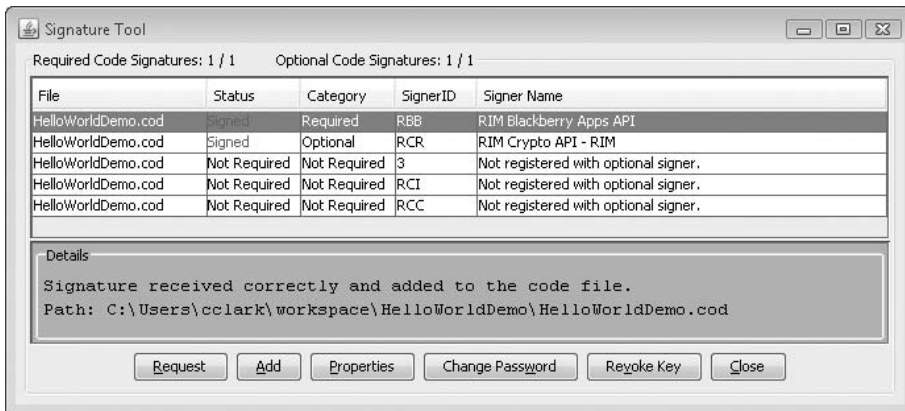 Signature Tool
Required Code Signatures: 1 / 1 Optional Code Signatures: 1 / 1
File Status Category SignerID Signer Name
HelloWorldDemo.cod Signed Required RBB RIM Blackberry Apps API
HelloWorldDemo.cod Signed Optional RCR RIM Crypto API - RIM
HelloWorldDemo.cod Not Required Not Required 3 Not registered with optional signer.
HelloWorldDemo.cod Not Required Not Required RCI Not registered with optional signer.
HelloWorldDemo.cod Not Required Not Required RCC Not registered with optional signer.
Details
Signature received correctly and added to the code file.
Path: C:\Users\cclark\workspace\HelloWorldDemo\HelloWorldDemo.cod
Request Add Properties Change Password Revoke Key Close